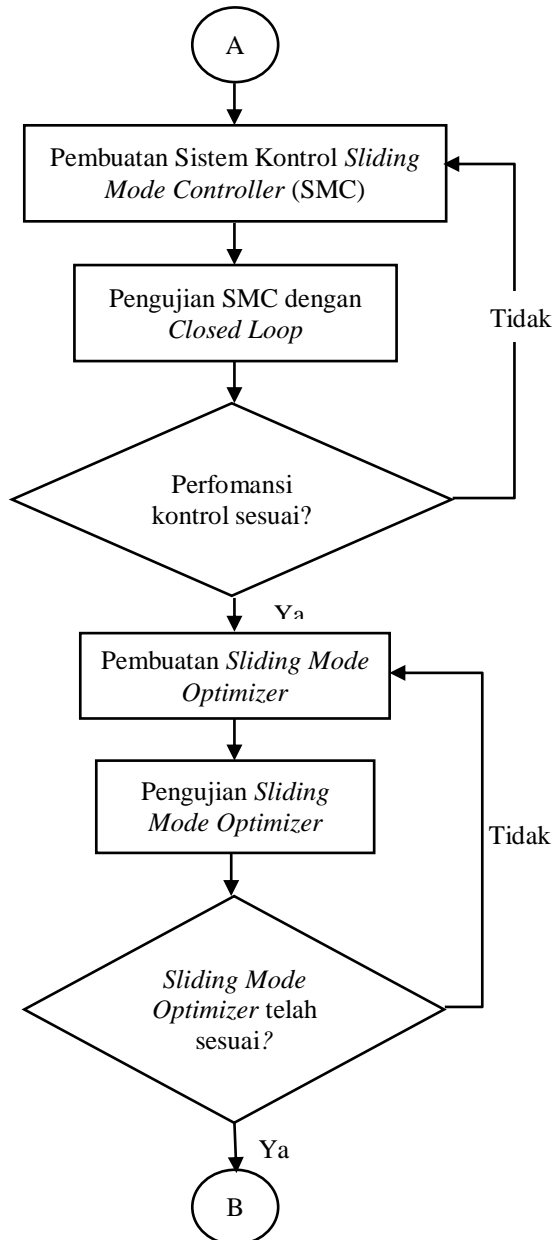 A
Pembuatan Sistem Kontrol Sliding
Mode Controller (SMC)
Pengujian SMC dengan
Closed Loop
Tidak
Perfomansi
kontrol sesuai?
Ya
Pembuatan Sliding Mode
Optimizer
Pengujian Sliding
Mode Optimizer
Tidak
Sliding Mode
Optimizer telah
sesuai?
Ya
B